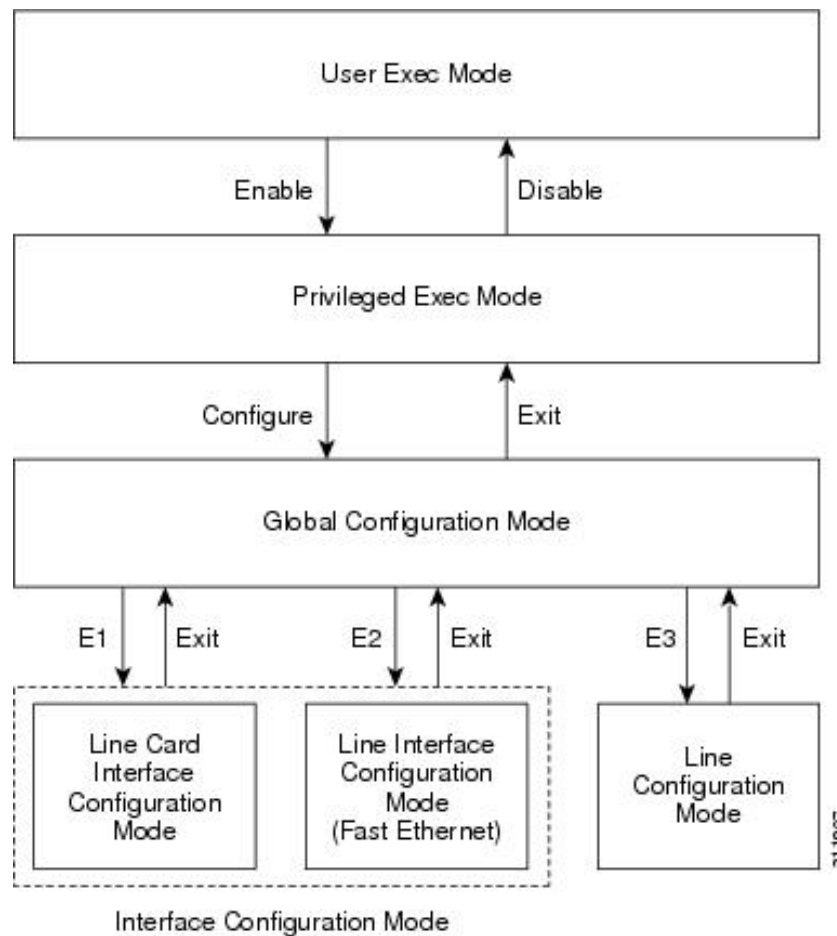 User Exec Mode
Enable
Disable
Privileged Exec Mode
Configure
Exit
Global Configuration Mode
E1
Exit
E2
Exit
E3
Exit
Line Card
Interface
Configuration
Mode
Line Interface
Configuration
Mode
(Fast Ethernet)
Line
Configuration
Mode
Interface Configuration Mode